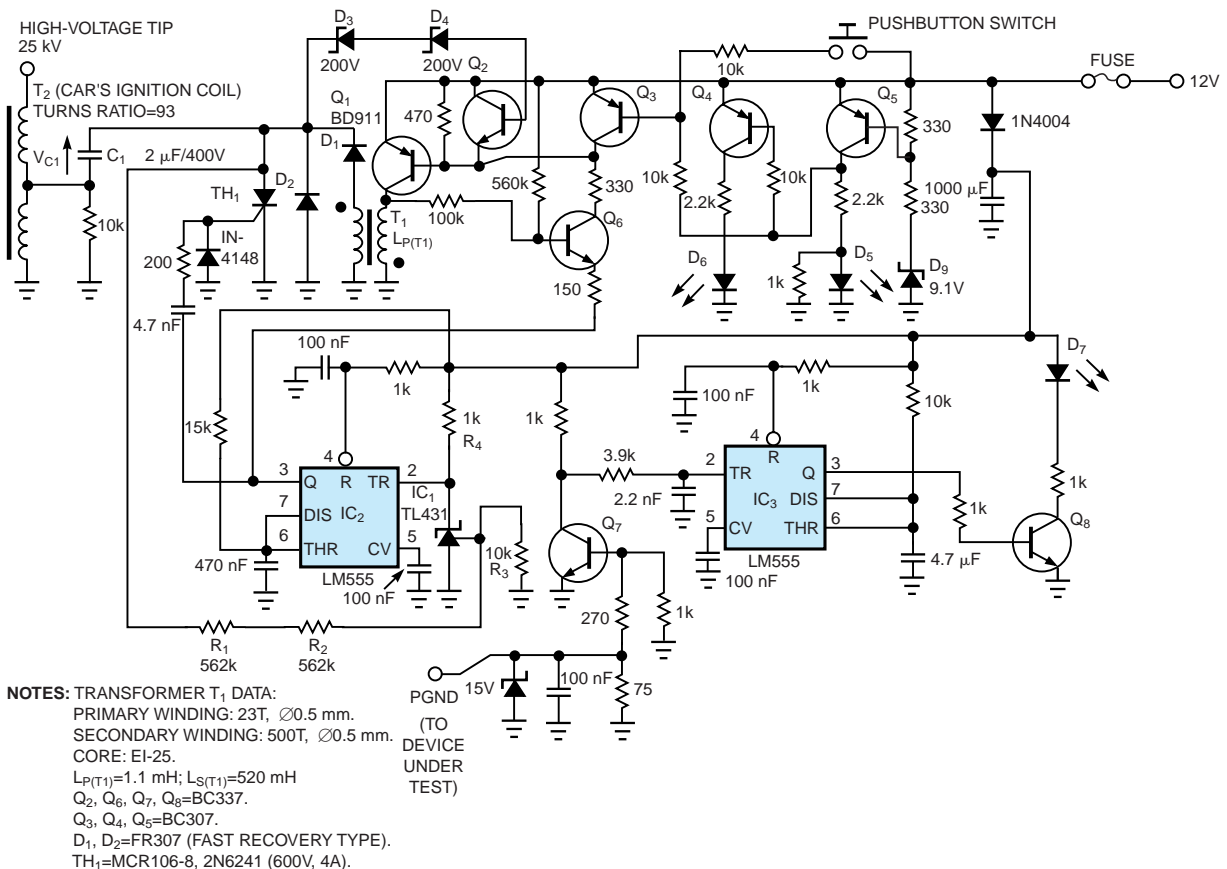 HIGH-VOLTAGE TIP
25 kV
T2 (CAR'S IGNITION COIL)
TURNS RATIO=93
VC1
C1
2 µF/400V
10k
TH1
D2
IN-
4148
200
4.7 nF
D3
200V
D4
200V
Q1
BD911
D1
Q2
470
T1
LP(T1)
100k
560k
Q3
330
Q6
150
10k
PUSHBUTTON SWITCH
FUSE
12V
Q4
Q5
10k
10k
2.2k
2.2k
330
330
1N4004
1000 µF
D6
1k
D5
D9
9.1V
100 nF
1k
15k
1k
R4
4
3
Q
R
TR
2
IC1
TL431
7
DIS
IC2
6
THR
CV
5
470 nF
LM555
100 nF
10k
R3
R1
562k
R2
562k
1k
3.9k
2.2 nF
Q7
270
1k
100 nF
1k
10k
4
2
TR
R
Q
3
IC3
DIS
7
5
CV
THR
6
LM555
100 nF
4.7 µF
1k
D7
1k
Q8
PGND
(TO
DEVICE
UNDER
TEST)
15V
100 nF
75
NOTES: TRANSFORMER T1 DATA:
PRIMARY WINDING: 23T, ∅0.5 mm.
SECONDARY WINDING: 500T, ∅0.5 mm.
CORE: EI-25.
LP(T1)=1.1 mH; LS(T1)=520 mH
Q2, Q6, Q7, Q8=BC337.
Q3, Q4, Q5=BC307.
D1, D2=FR307 (FAST RECOVERY TYPE).
TH1=MCR106-8, 2N6241 (600V, 4A).